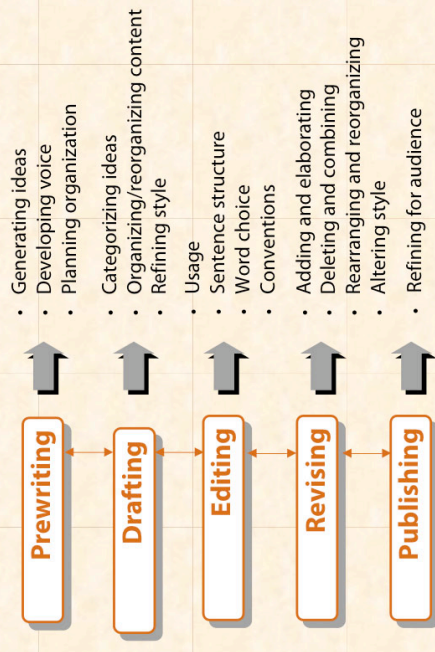 Prewriting
• Generating ideas
• Developing voice
• Planning organization
Drafting
• Categorizing ideas
• Organizing/reorganizing content
• Refining style
Editing
• Usage
• Sentence structure
• Word choice
• Conventions
Revising
• Adding and elaborating
• Deleting and combining
• Rearranging and reorganizing
• Altering style
Publishing
• Refining for audience